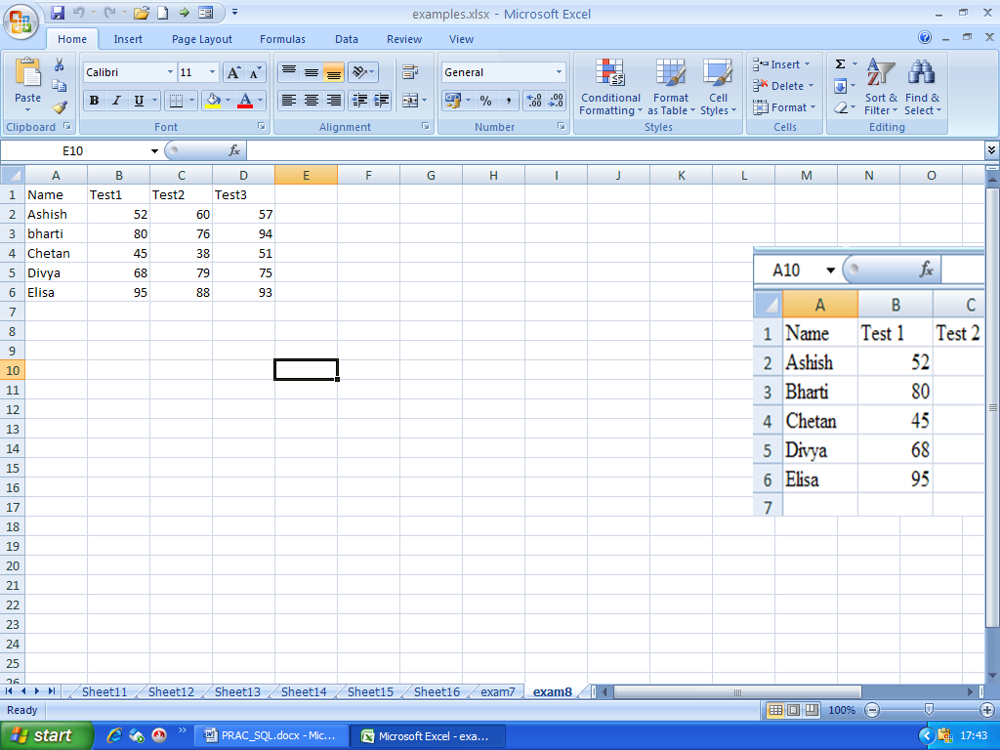 examples.xlsx - Microsoft Excel
Home Insert Page Layout Formulas Data Review View
Calibri 11 General
Paste B I U % , Conditional Formatting Format as Table Cell Styles Insert Delete Format Σ Sort & Filter Find & Select
Clipboard Font Alignment Number Styles Cells Editing
E10 fx
A B C D E F G H I J K L M N O
1 Name Test1 Test2 Test3
2 Ashish 52 60 57
3 bharti 80 76 94
4 Chetan 45 38 51
5 Divya 68 79 75
6 Elisa 95 88 93
7
8
9
10
11
12
13
14
15
16
17
18
19
20
21
22
23
24
25
26
A10 fx
A B C
1 Name Test 1 Test 2
2 Ashish 52
3 Bharti 80
4 Chetan 45
5 Divya 68
6 Elisa 95
7
Sheet11 Sheet12 Sheet13 Sheet14 Sheet15 Sheet16 exam7 exam8
Ready 100%
start PRAC_SQL.docx - Mic... Microsoft Excel - exa... 17:43